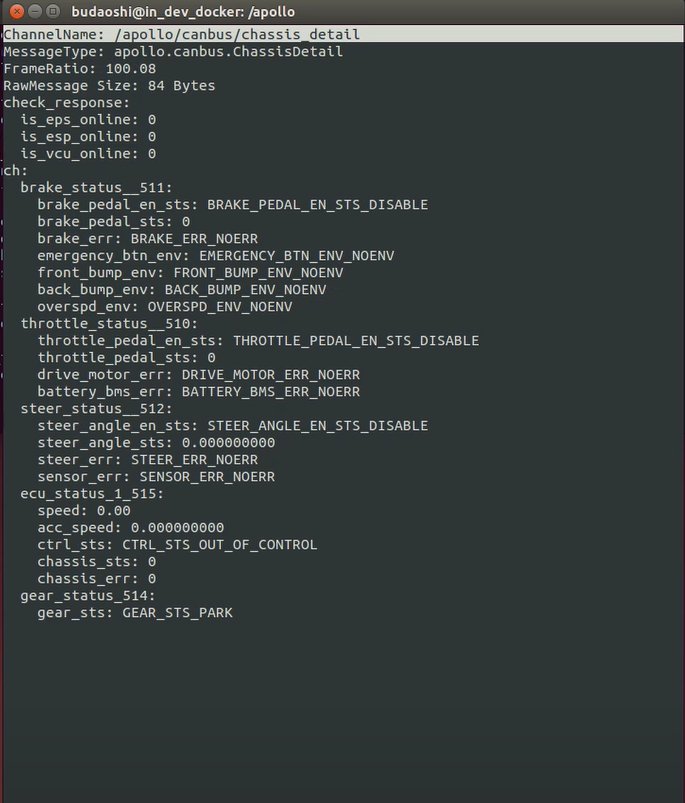 budaoshi@in_dev_docker: /apollo
ChannelName: /apollo/canbus/chassis_detail
MessageType: apollo.canbus.ChassisDetail
FrameRatio: 100.08
RawMessage Size: 84 Bytes
check_response:
  is_eps_online: 0
  is_esp_online: 0
  is_vcu_online: 0
ch:
  brake_status__511:
    brake_pedal_en_sts: BRAKE_PEDAL_EN_STS_DISABLE
    brake_pedal_sts: 0
    brake_err: BRAKE_ERR_NOERR
    emergency_btn_env: EMERGENCY_BTN_ENV_NOENV
    front_bump_env: FRONT_BUMP_ENV_NOENV
    back_bump_env: BACK_BUMP_ENV_NOENV
    overspd_env: OVERSPD_ENV_NOENV
  throttle_status__510:
    throttle_pedal_en_sts: THROTTLE_PEDAL_EN_STS_DISABLE
    throttle_pedal_sts: 0
    drive_motor_err: DRIVE_MOTOR_ERR_NOERR
    battery_bms_err: BATTERY_BMS_ERR_NOERR
  steer_status__512:
    steer_angle_en_sts: STEER_ANGLE_EN_STS_DISABLE
    steer_angle_sts: 0.000000000
    steer_err: STEER_ERR_NOERR
    sensor_err: SENSOR_ERR_NOERR
  ecu_status_1_515:
    speed: 0.00
    acc_speed: 0.000000000
    ctrl_sts: CTRL_STS_OUT_OF_CONTROL
    chassis_sts: 0
    chassis_err: 0
  gear_status_514:
    gear_sts: GEAR_STS_PARK